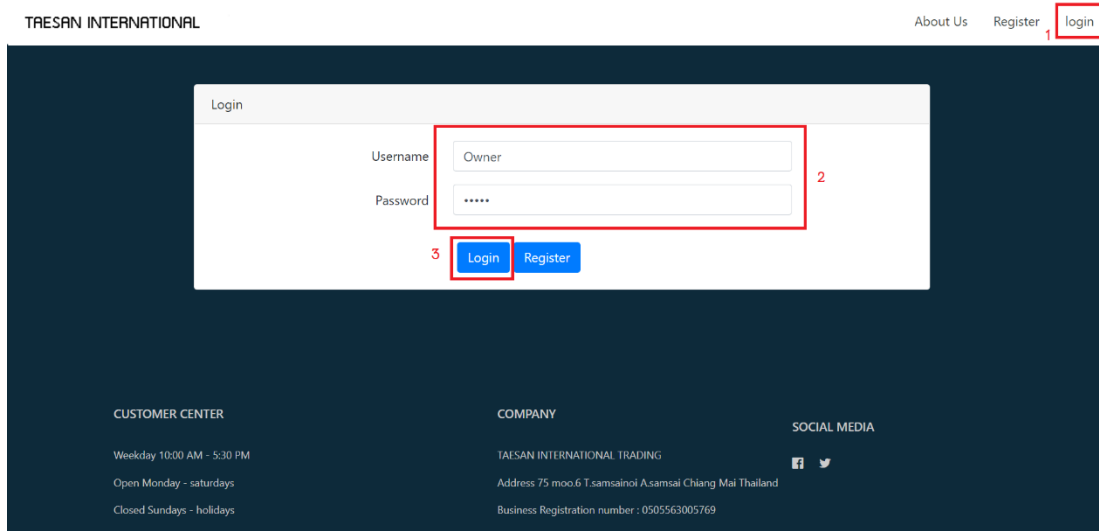 TAESAN INTERNATIONAL
About Us
Register
1
login
Login
Username
Owner
2
Password
•••••
3
Login
Register
CUSTOMER CENTER
Weekday 10:00 AM - 5:30 PM
Open Monday - saturdays
Closed Sundays - holidays
COMPANY
TAESAN INTERNATIONAL TRADING
Address 75 moo.6 T.samsainoi A.samsai Chiang Mai Thailand
Business Registration number : 0505563005769
SOCIAL MEDIA